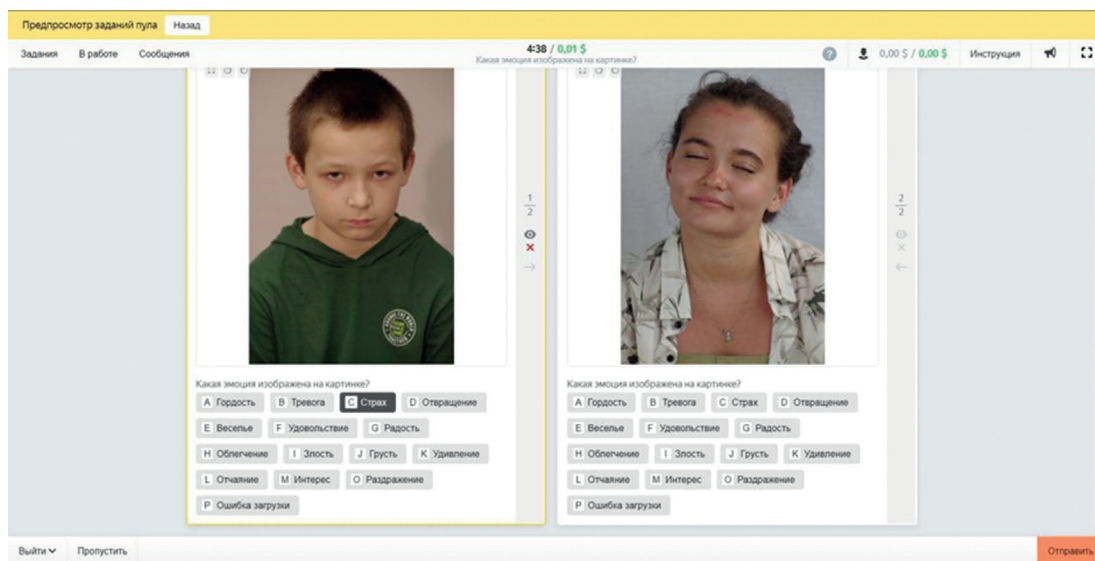 Предпросмотр заданий пула Назад
Задания В работе Сообщения 4:38 / 0,01 $ ? 0,00 $ / 0,00 $ Инструкция
Какая эмоция изображена на картинке?
1
2
2
2
Какая эмоция изображена на картинке?
A Гордость B Тревога C Страх D Отвращение
E Веселье F Удовольствие G Радость
H Облегчение I Злость J Грусть K Удивление
L Отчаяние M Интерес O Раздражение
P Ошибка загрузки
Какая эмоция изображена на картинке?
A Гордость B Тревога C Страх D Отвращение
E Веселье F Удовольствие G Радость
H Облегчение I Злость J Грусть K Удивление
L Отчаяние M Интерес O Раздражение
P Ошибка загрузки
Выйти Пропустить Отправить